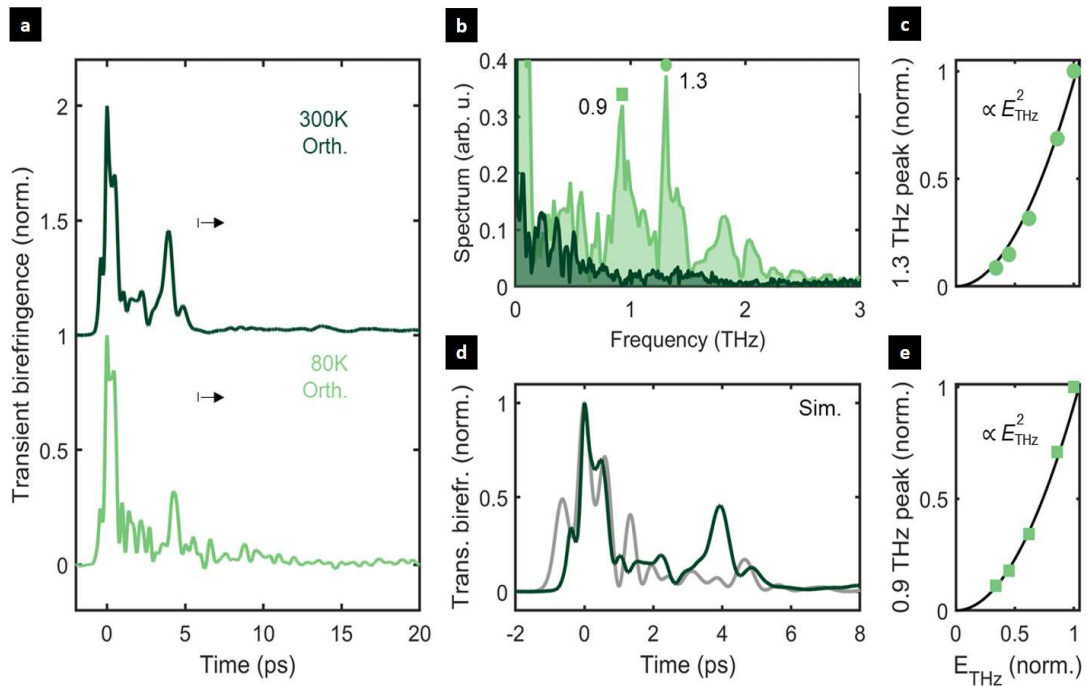 a
Transient birefringence (norm.)
2
1.5
1
0.5
0
300K
Orth.
80K
Orth.
0
5
10
15
20
Time (ps)
b
Spectrum (arb. u.)
0.4
0.3
0.2
0.1
0
0.9
1.3
0
1
2
3
Frequency (THz)
c
1.3 THz peak (norm.)
1
0.5
0
∝ E²THz
d
Trans. birefr. (norm.)
1
0.5
0
Sim.
-2
0
2
4
6
8
Time (ps)
e
0.9 THz peak (norm.)
1
0.5
0
∝ E²THz
0
0.5
1
ETHz (norm.)